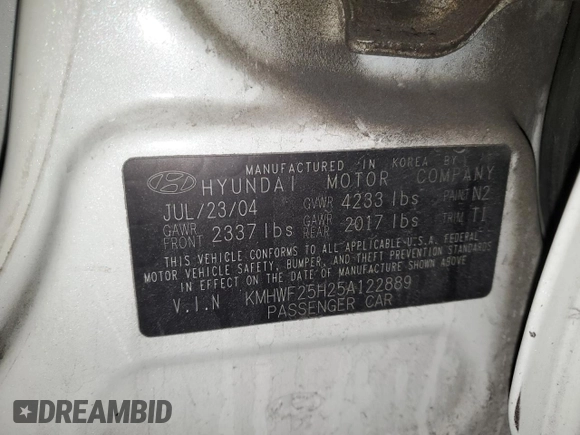 MANUFACTURED IN KOREA BY
HYUNDAI MOTOR COMPANY
JUL/23/04 GVWR 4233 lbs PAINT N2
GAWR FRONT 2337 lbs GAWR REAR 2017 lbs TRIM TI
THIS VEHICLE CONFORMS TO ALL APPLICABLE U.S.A. FEDERAL
MOTOR VEHICLE SAFETY, BUMPER, AND THEFT PREVENTION STANDARDS
IN EFFECT ON THE DATE OF MANUFACTURE SHOWN ABOVE
V.I.N KMHWF25H25A122889
PASSENGER CAR
DREAMBID